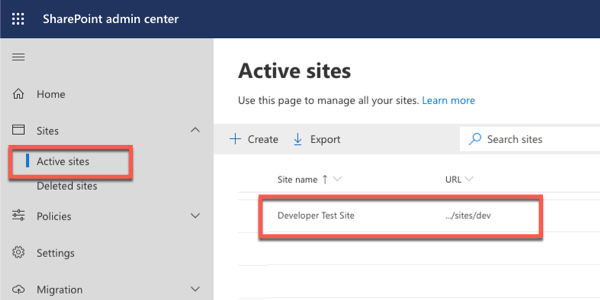 SharePoint admin center
Home
Sites
Active sites
Deleted sites
Policies
Settings
Migration
Active sites
Use this page to manage all your sites. Learn more
Create Export Search sites
Site name ↑ URL
Developer Test Site .../sites/dev